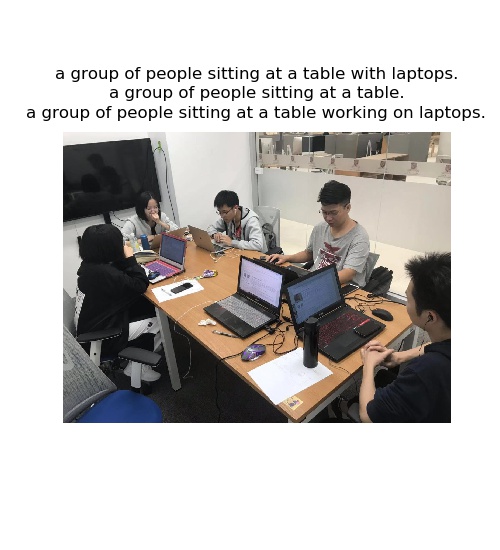 a group of people sitting at a table with laptops.
a group of people sitting at a table.
a group of people sitting at a table working on laptops.